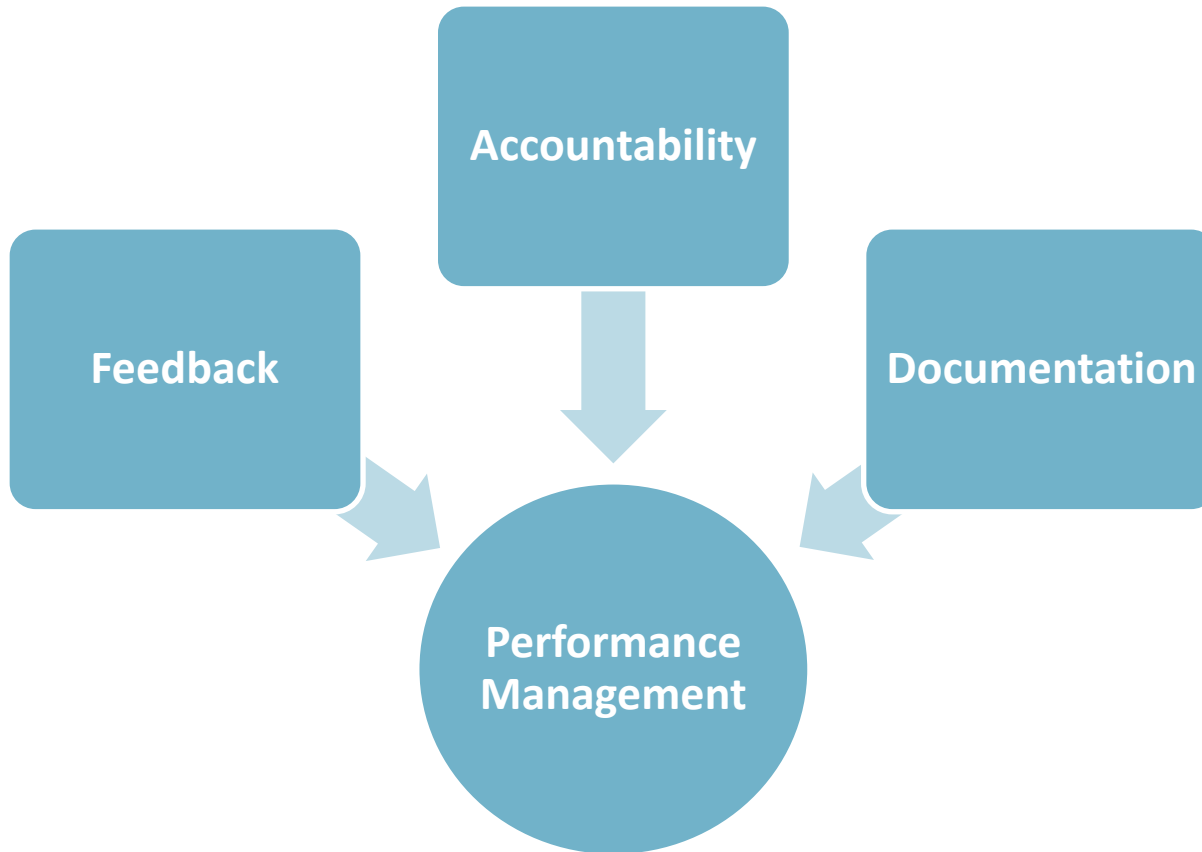 Accountability
Feedback
Documentation
Performance
Management